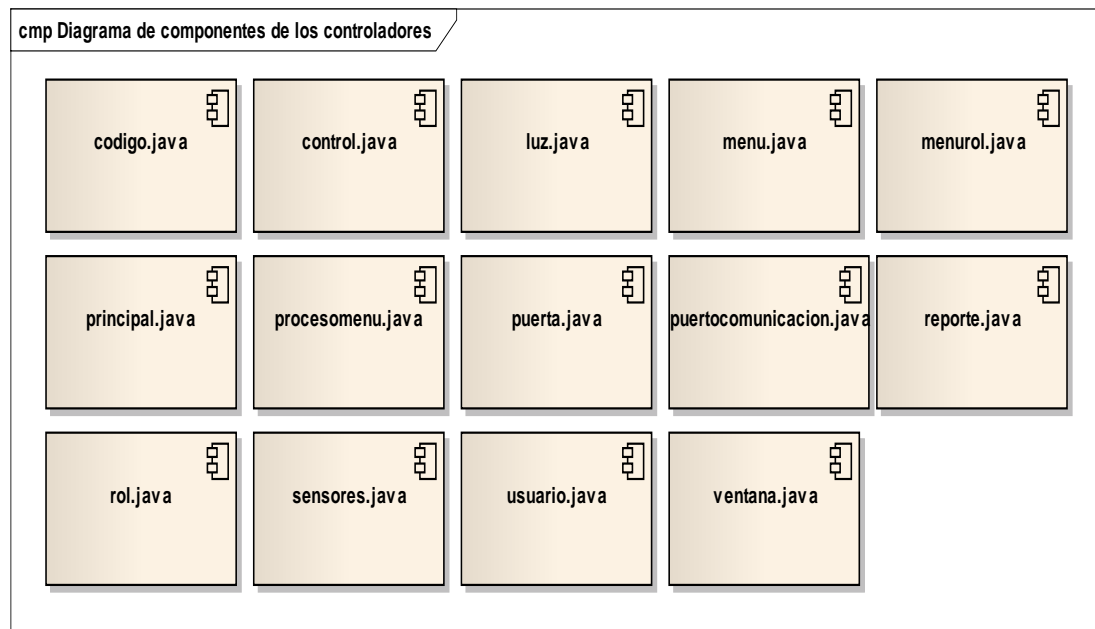 cmp Diagrama de componentes de los controladores
codigo.java
control.java
luz.java
menu.java
menurol.java
principal.java
procesomenu.java
puerta.java
puertocomunicacion.java
reporte.java
rol.java
sensores.java
usuario.java
ventana.java